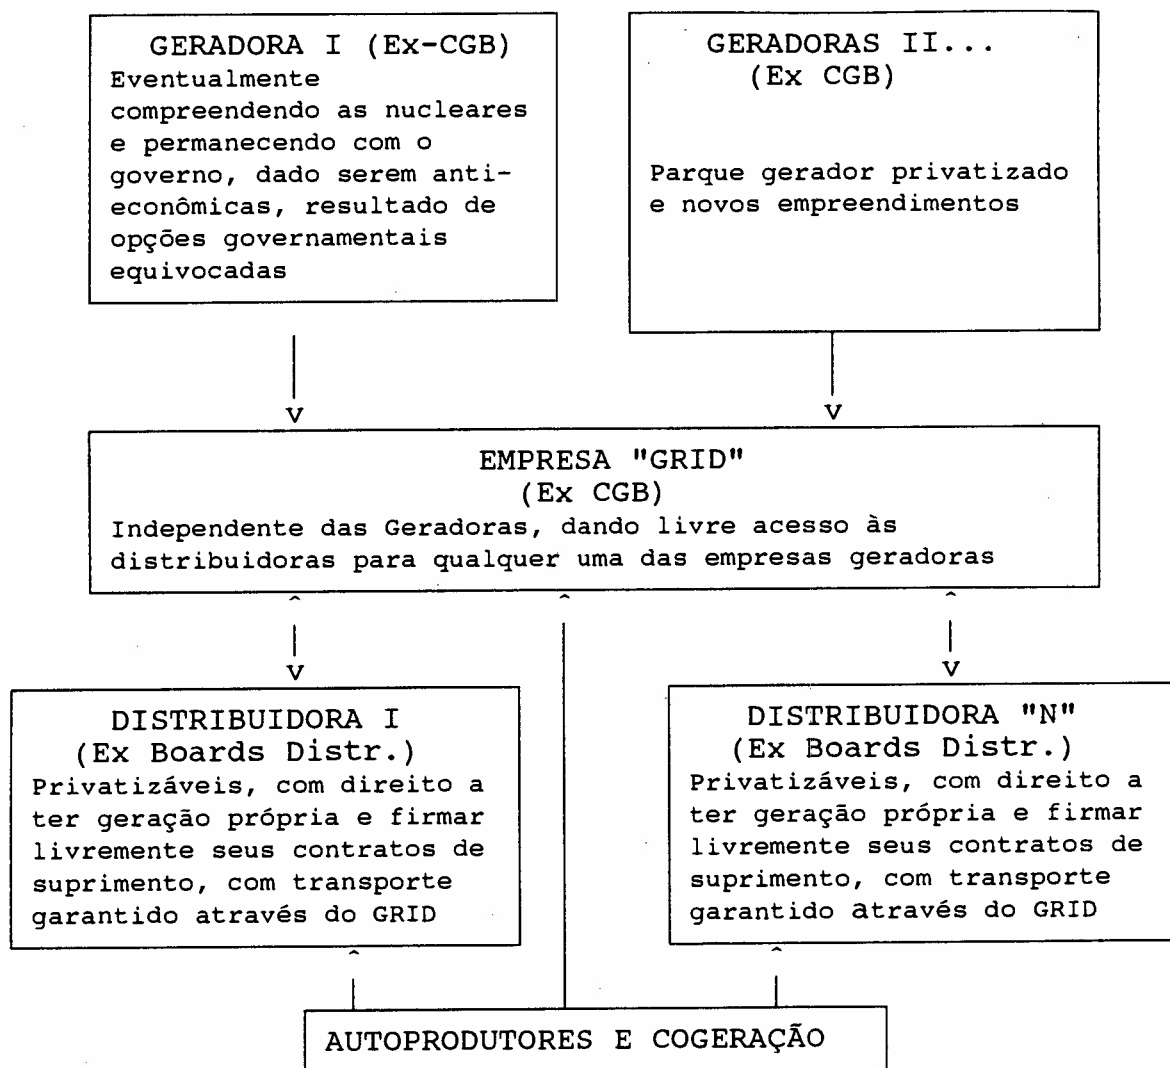 GERADORA I (Ex-CGB)
Eventualmente
compreendendo as nucleares
e permanecendo com o
governo, dado serem anti-
econômicas, resultado de
opções governamentais
equivocadas
GERADORAS II...
(Ex CGB)
Parque gerador privatizado
e novos empreendimentos
EMPRESA "GRID"
(Ex CGB)
Independente das Geradoras, dando livre acesso às
distribuidoras para qualquer uma das empresas geradoras
DISTRIBUIDORA I
(Ex Boards Distr.)
Privatizáveis, com direito a
ter geração própria e firmar
livremente seus contratos de
suprimento, com transporte
garantido através do GRID
DISTRIBUIDORA "N"
(Ex Boards Distr.)
Privatizáveis, com direito a
ter geração própria e firmar
livremente seus contratos de
suprimento, com transporte
garantido através do GRID
AUTOPRODUTORES E COGERAÇÃO